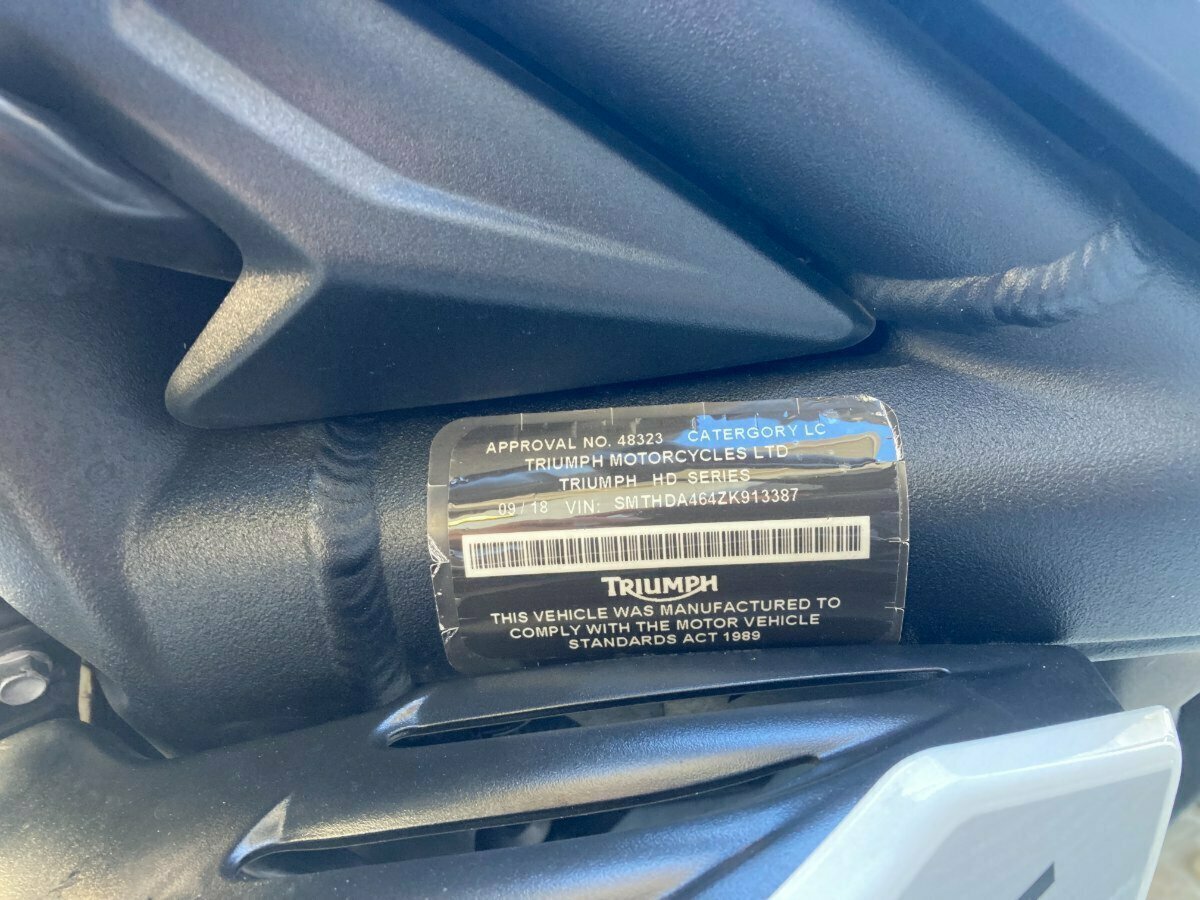 APPROVAL NO. 48323 CATERGORY LC
TRIUMPH MOTORCYCLES LTD
TRIUMPH HD SERIES
09/18 VIN: SMTHDA464ZK913387
TRIUMPH
THIS VEHICLE WAS MANUFACTURED TO
COMPLY WITH THE MOTOR VEHICLE
STANDARDS ACT 1989